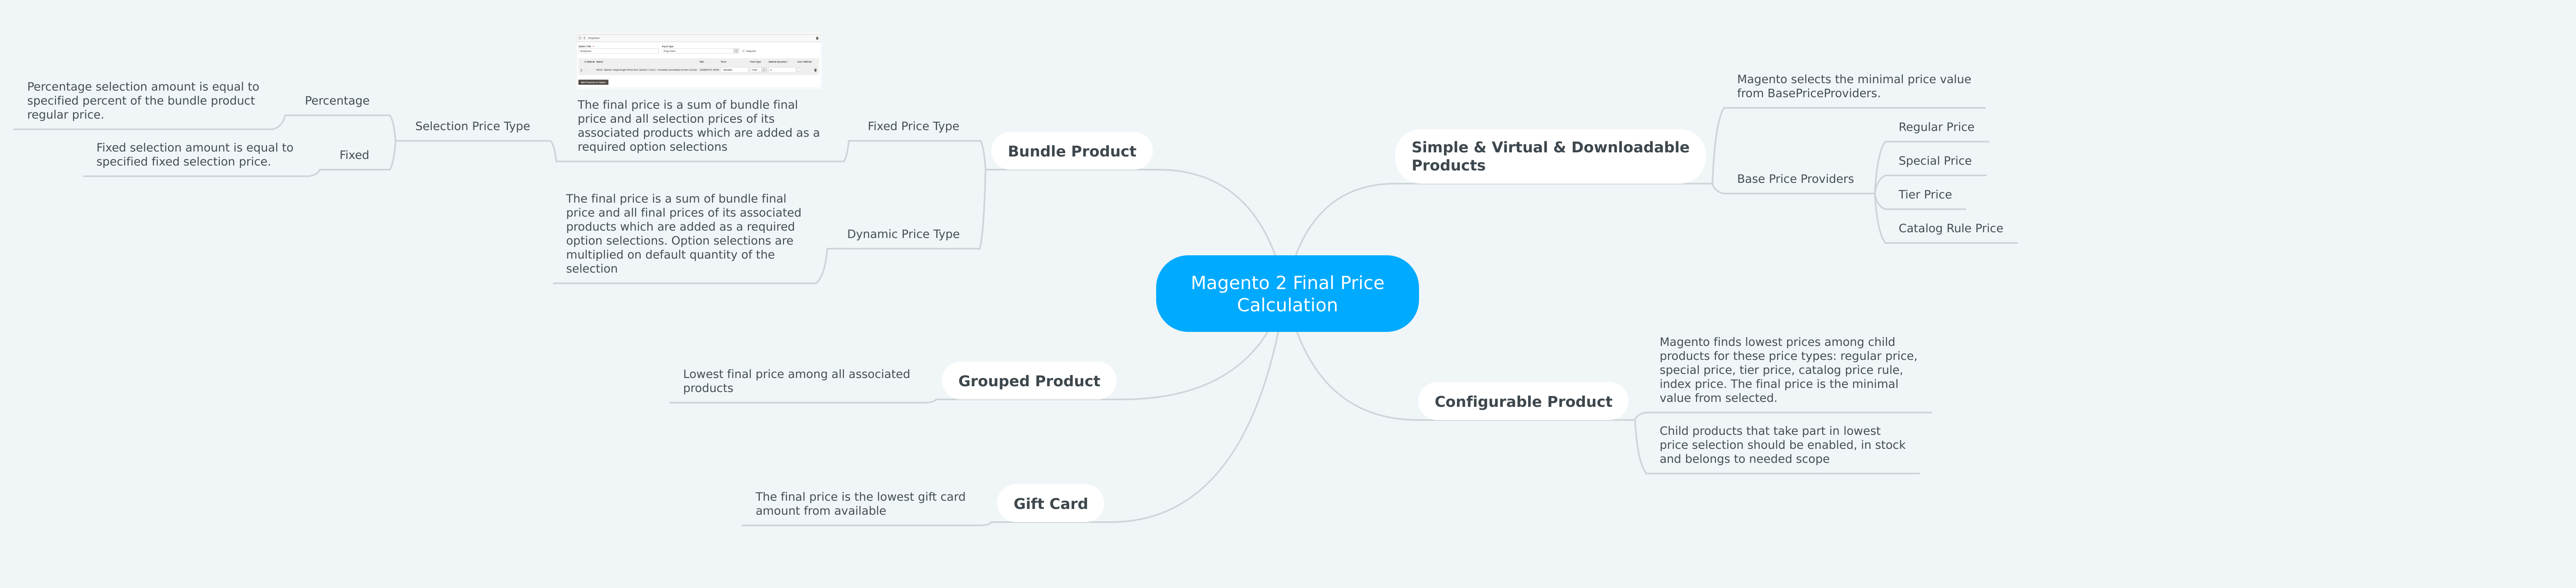 Magento 2 Final Price
Calculation
Bundle Product
Fixed Price Type
The final price is a sum of bundle final
price and all selection prices of its
associated products which are added as a
required option selections
Selection Price Type
Percentage
Percentage selection amount is equal to
specified percent of the bundle product
regular price.
Fixed
Fixed selection amount is equal to
specified fixed selection price.
Dynamic Price Type
The final price is a sum of bundle final
price and all final prices of its associated
products which are added as a required
option selections. Option selections are
multiplied on default quantity of the
selection
Grouped Product
Lowest final price among all associated
products
Gift Card
The final price is the lowest gift card
amount from available
Simple & Virtual & Downloadable
Products
Magento selects the minimal price value
from BasePriceProviders.
Base Price Providers
Regular Price
Special Price
Tier Price
Catalog Rule Price
Configurable Product
Magento finds lowest prices among child
products for these price types: regular price,
special price, tier price, catalog price rule,
index price. The final price is the minimal
value from selected.
Child products that take part in lowest
price selection should be enabled, in stock
and belongs to needed scope